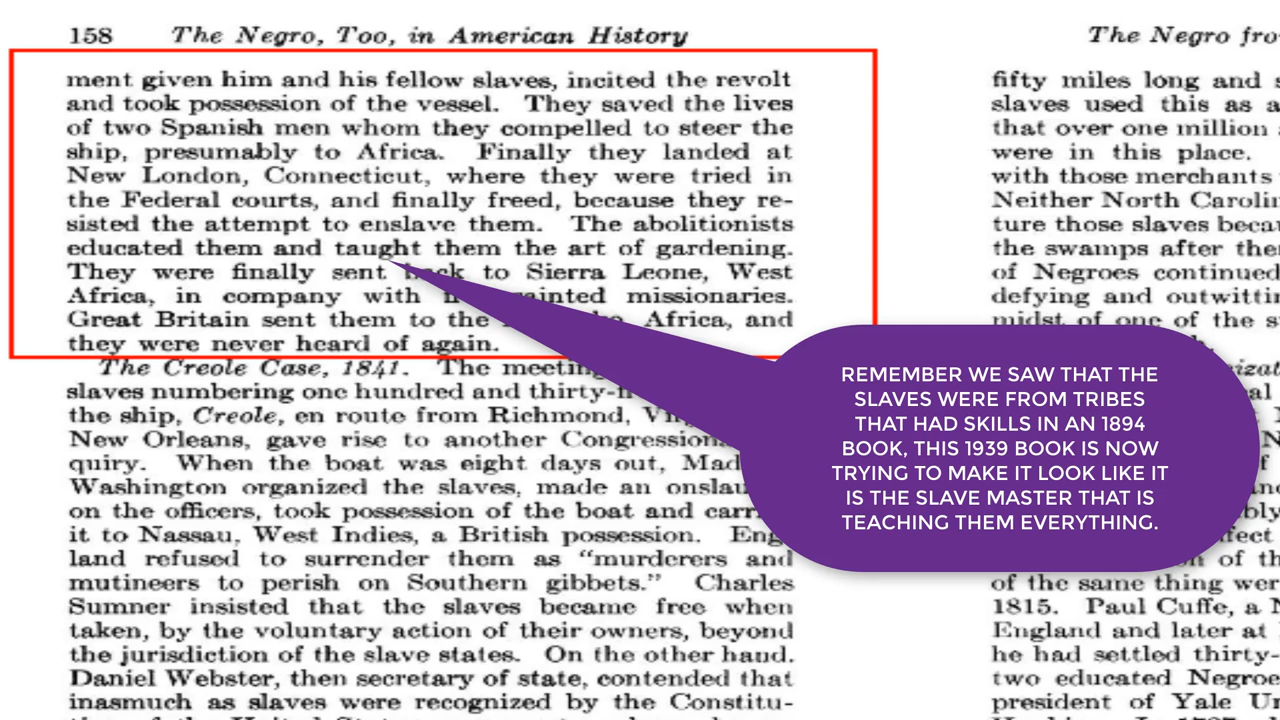 158 The Negro, Too, in American History
ment given him and his fellow slaves, incited the revolt
and took possession of the vessel. They saved the lives
of two Spanish men whom they compelled to steer the
ship, presumably to Africa. Finally they landed at
New London, Connecticut, where they were tried in
the Federal courts, and finally freed, because they re-
sisted the attempt to enslave them. The abolitionists
educated them and taught them the art of gardening.
They were finally sent back to Sierra Leone, West
Africa, in company with missionaries.
Great Britain sent them to the Africa, and
they were never heard of again.
The Creole Case, 1841. The meeting
slaves numbering one hundred and thirty-
the ship, Creole, en route from Richmond,
New Orleans, gave rise to another
quiry. When the boat was eight days out,
Washington organized the slaves, made an
on the officers, took possession of the boat and
it to Nassau, West Indies, a British possession.
land refused to surrender them as "murderers and
mutineers to perish on Southern gibbets." Charles
Sumner insisted that the slaves became free when
taken, by the voluntary action of their owners, beyond
the jurisdiction of the slave states. On the other hand.
Daniel Webster, then secretary of state, contended that
inasmuch as slaves were recognized by the Constitu-
The Negro
fifty miles long and
slaves used this as a
that over one million
were in this place.
with those merchants
Neither North
ture those slaves
the swamps after
of Negroes continued
defying and
midst of one of the
REMEMBER WE SAW THAT THE
SLAVES WERE FROM TRIBES
THAT HAD SKILLS IN AN 1894
BOOK, THIS 1939 BOOK IS NOW
TRYING TO MAKE IT LOOK LIKE IT
IS THE SLAVE MASTER THAT IS
TEACHING THEM EVERYTHING.
of the
of the same thing
1815. Paul Cuffe, a
England and later at
he had settled thirty-
two educated
president of Yale